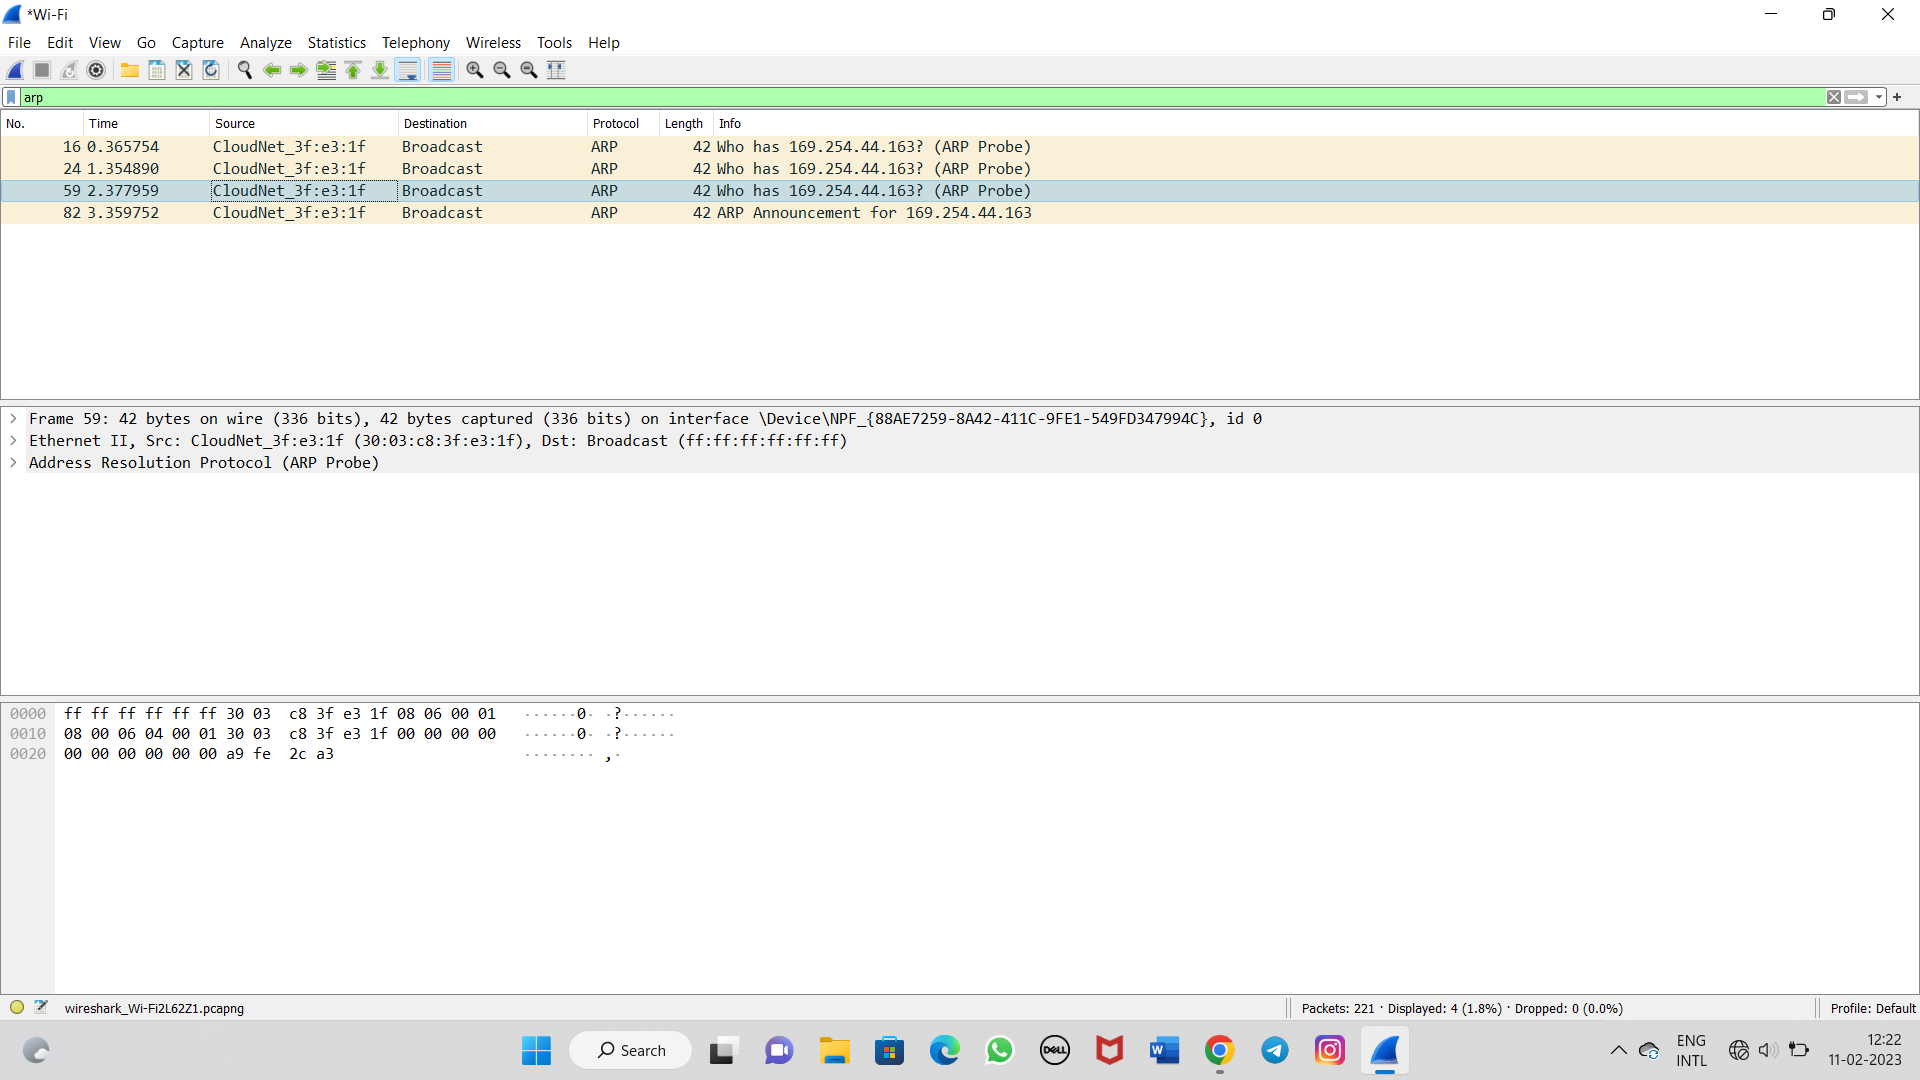 *Wi-Fi
File Edit View Go Capture Analyze Statistics Telephony Wireless Tools Help
arp
No. Time Source Destination Protocol Length Info
16 0.365754 CloudNet_3f:e3:1f Broadcast ARP 42 Who has 169.254.44.163? (ARP Probe)
24 1.354890 CloudNet_3f:e3:1f Broadcast ARP 42 Who has 169.254.44.163? (ARP Probe)
59 2.377959 CloudNet_3f:e3:1f Broadcast ARP 42 Who has 169.254.44.163? (ARP Probe)
82 3.359752 CloudNet_3f:e3:1f Broadcast ARP 42 ARP Announcement for 169.254.44.163
Frame 59: 42 bytes on wire (336 bits), 42 bytes captured (336 bits) on interface \Device\NPF_{88AE7259-8A42-411C-9FE1-549FD347994C}, id 0
Ethernet II, Src: CloudNet_3f:e3:1f (30:03:c8:3f:e3:1f), Dst: Broadcast (ff:ff:ff:ff:ff:ff)
Address Resolution Protocol (ARP Probe)
0000 ff ff ff ff ff ff 30 03 c8 3f e3 1f 08 06 00 01 ······0· ·?······
0010 08 00 06 04 00 01 30 03 c8 3f e3 1f 00 00 00 00 ······0· ·?······
0020 00 00 00 00 00 00 a9 fe 2c a3 ········ ,·
wireshark_Wi-Fi2L62Z1.pcapng Packets: 221 · Displayed: 4 (1.8%) · Dropped: 0 (0.0%) Profile: Default
Search DELL W ENG 12:22
INTL 11-02-2023